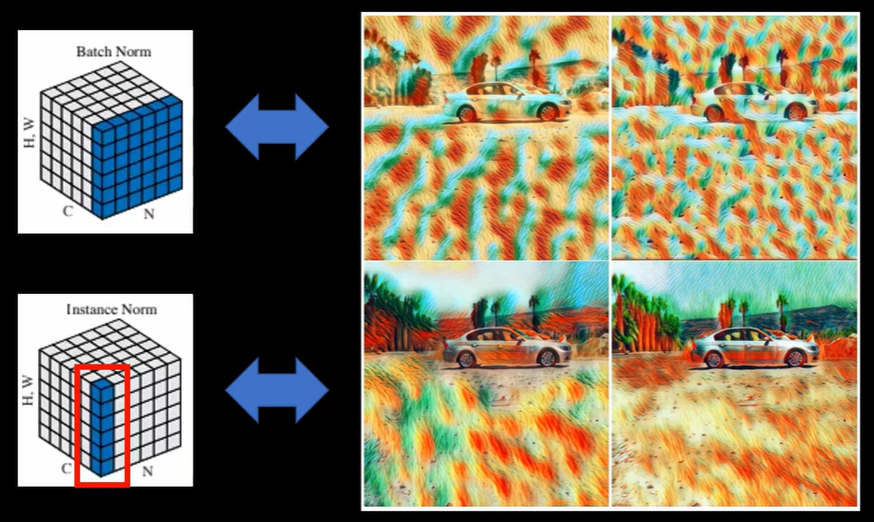 Batch Norm
H, W
C
N
Instance Norm
H, W
C
N